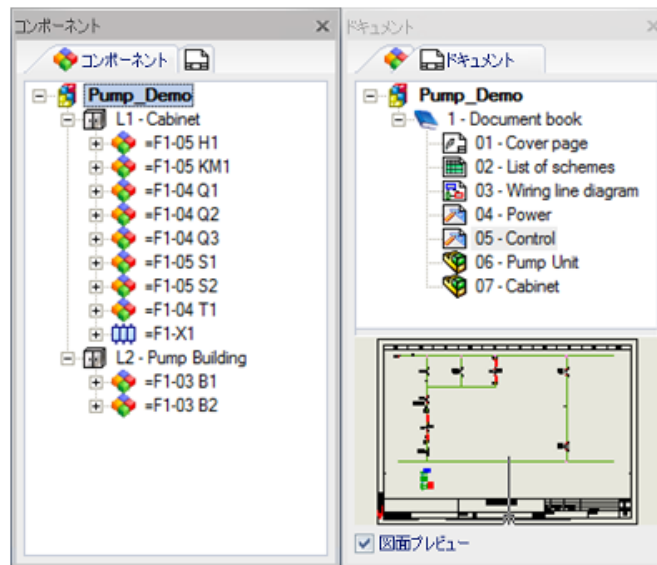 コンポーネント
コンポーネント
Pump_Demo
L1 - Cabinet
=F1-05 H1
=F1-05 KM1
=F1-04 Q1
=F1-04 Q2
=F1-04 Q3
=F1-05 S1
=F1-05 S2
=F1-04 T1
=F1-X1
L2 - Pump Building
=F1-03 B1
=F1-03 B2
ドキュメント
ドキュメント
Pump_Demo
1 - Document book
01 - Cover page
02 - List of schemes
03 - Wiring line diagram
04 - Power
05 - Control
06 - Pump Unit
07 - Cabinet
図面プレビュー